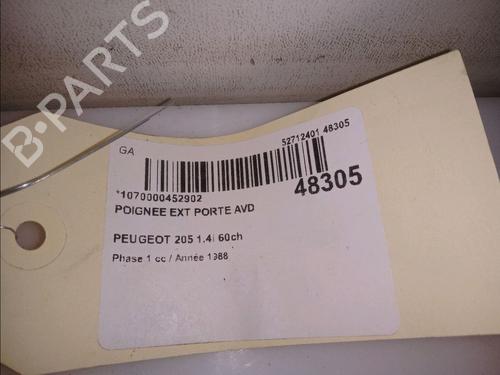 B-PARTS
GA
52712401 48305
*1070000452902
48305
POIGNEE EXT PORTE AVD
PEUGEOT 205 1.4i 60ch
Phase 1 cc / Année 1988